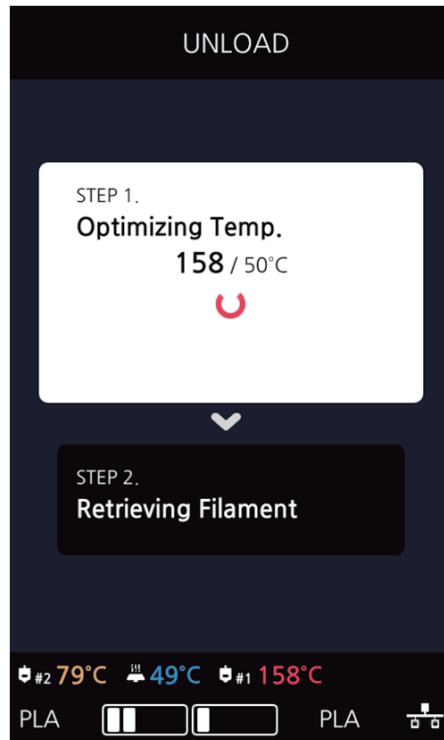 UNLOAD
STEP 1.
Optimizing Temp.
158 / 50°C
STEP 2.
Retrieving Filament
#2 79°C 49°C #1 158°C
PLA PLA